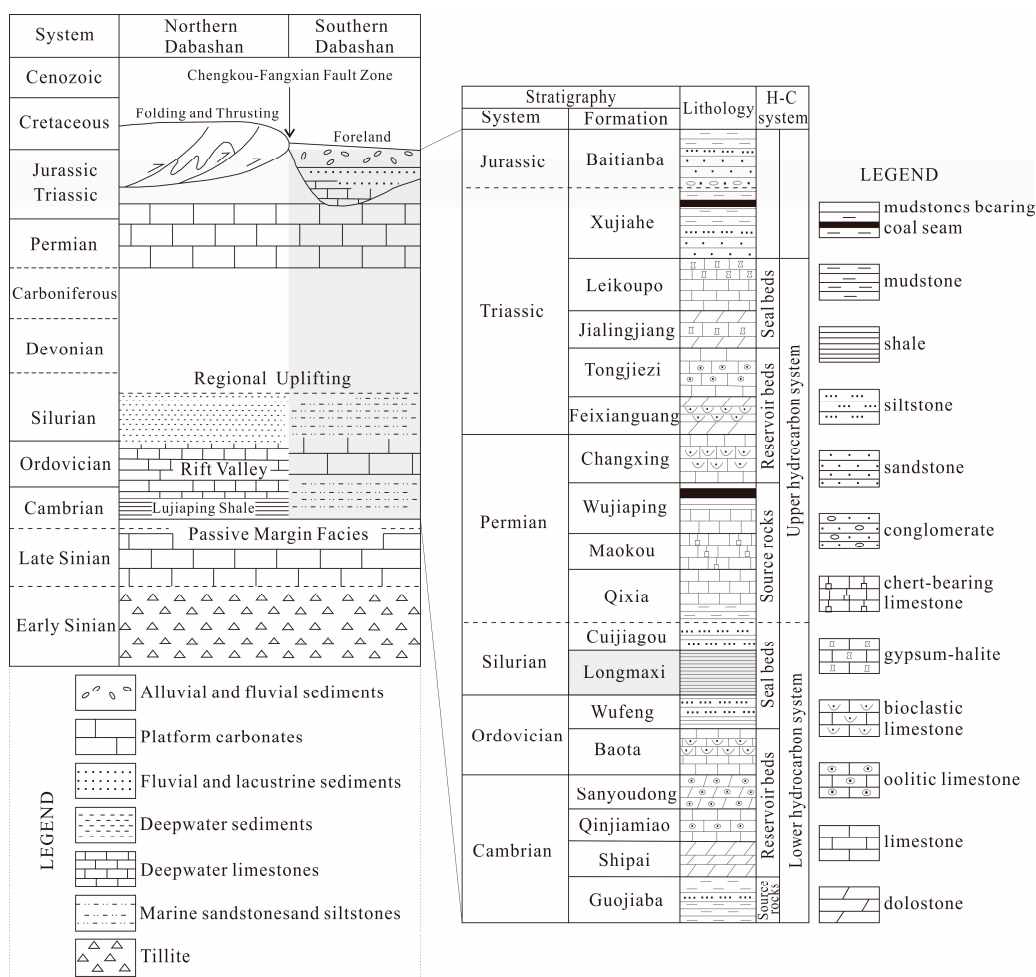 System
Northern
Dabashan
Southern
Dabashan
Cenozoic
Chengkou-Fangxian Fault Zone
Cretaceous
Folding and Thrusting
Foreland
Jurassic
Triassic
Permian
Carboniferous
Devonian
Regional Uplifting
Silurian
Ordovician
Rift Valley
Cambrian
Lujiaping Shale
Passive Margin Facies
Late Sinian
Early Sinian
LEGEND
Alluvial and fluvial sediments
Platform carbonates
Fluvial and lacustrine sediments
Deepwater sediments
Deepwater limestones
Marine sandstonesand siltstones
Tillite
Stratigraphy
Lithology
H-C
system
System
Formation
Jurassic
Baitianba
Xujiahe
Triassic
Leikoupo
Jialingjiang
Tongjiezi
Feixianguang
Permian
Changxing
Wujiaping
Maokou
Qixia
Silurian
Cuijiagou
Longmaxi
Ordovician
Wufeng
Baota
Cambrian
Sanyoudong
Qinjiamiao
Shipai
Guojiaba
Seal beds
Reservoir beds
Source rocks
Seal beds
Reservoir beds
Source
rocks
Upper hydrocarbon system
Lower hydrocarbon system
LEGEND
mudstoncs bcaring
coal seam
mudstone
shale
siltstone
sandstone
conglomerate
chert-bearing
limestone
gypsum-halite
bioclastic
limestone
oolitic limestone
limestone
dolostone